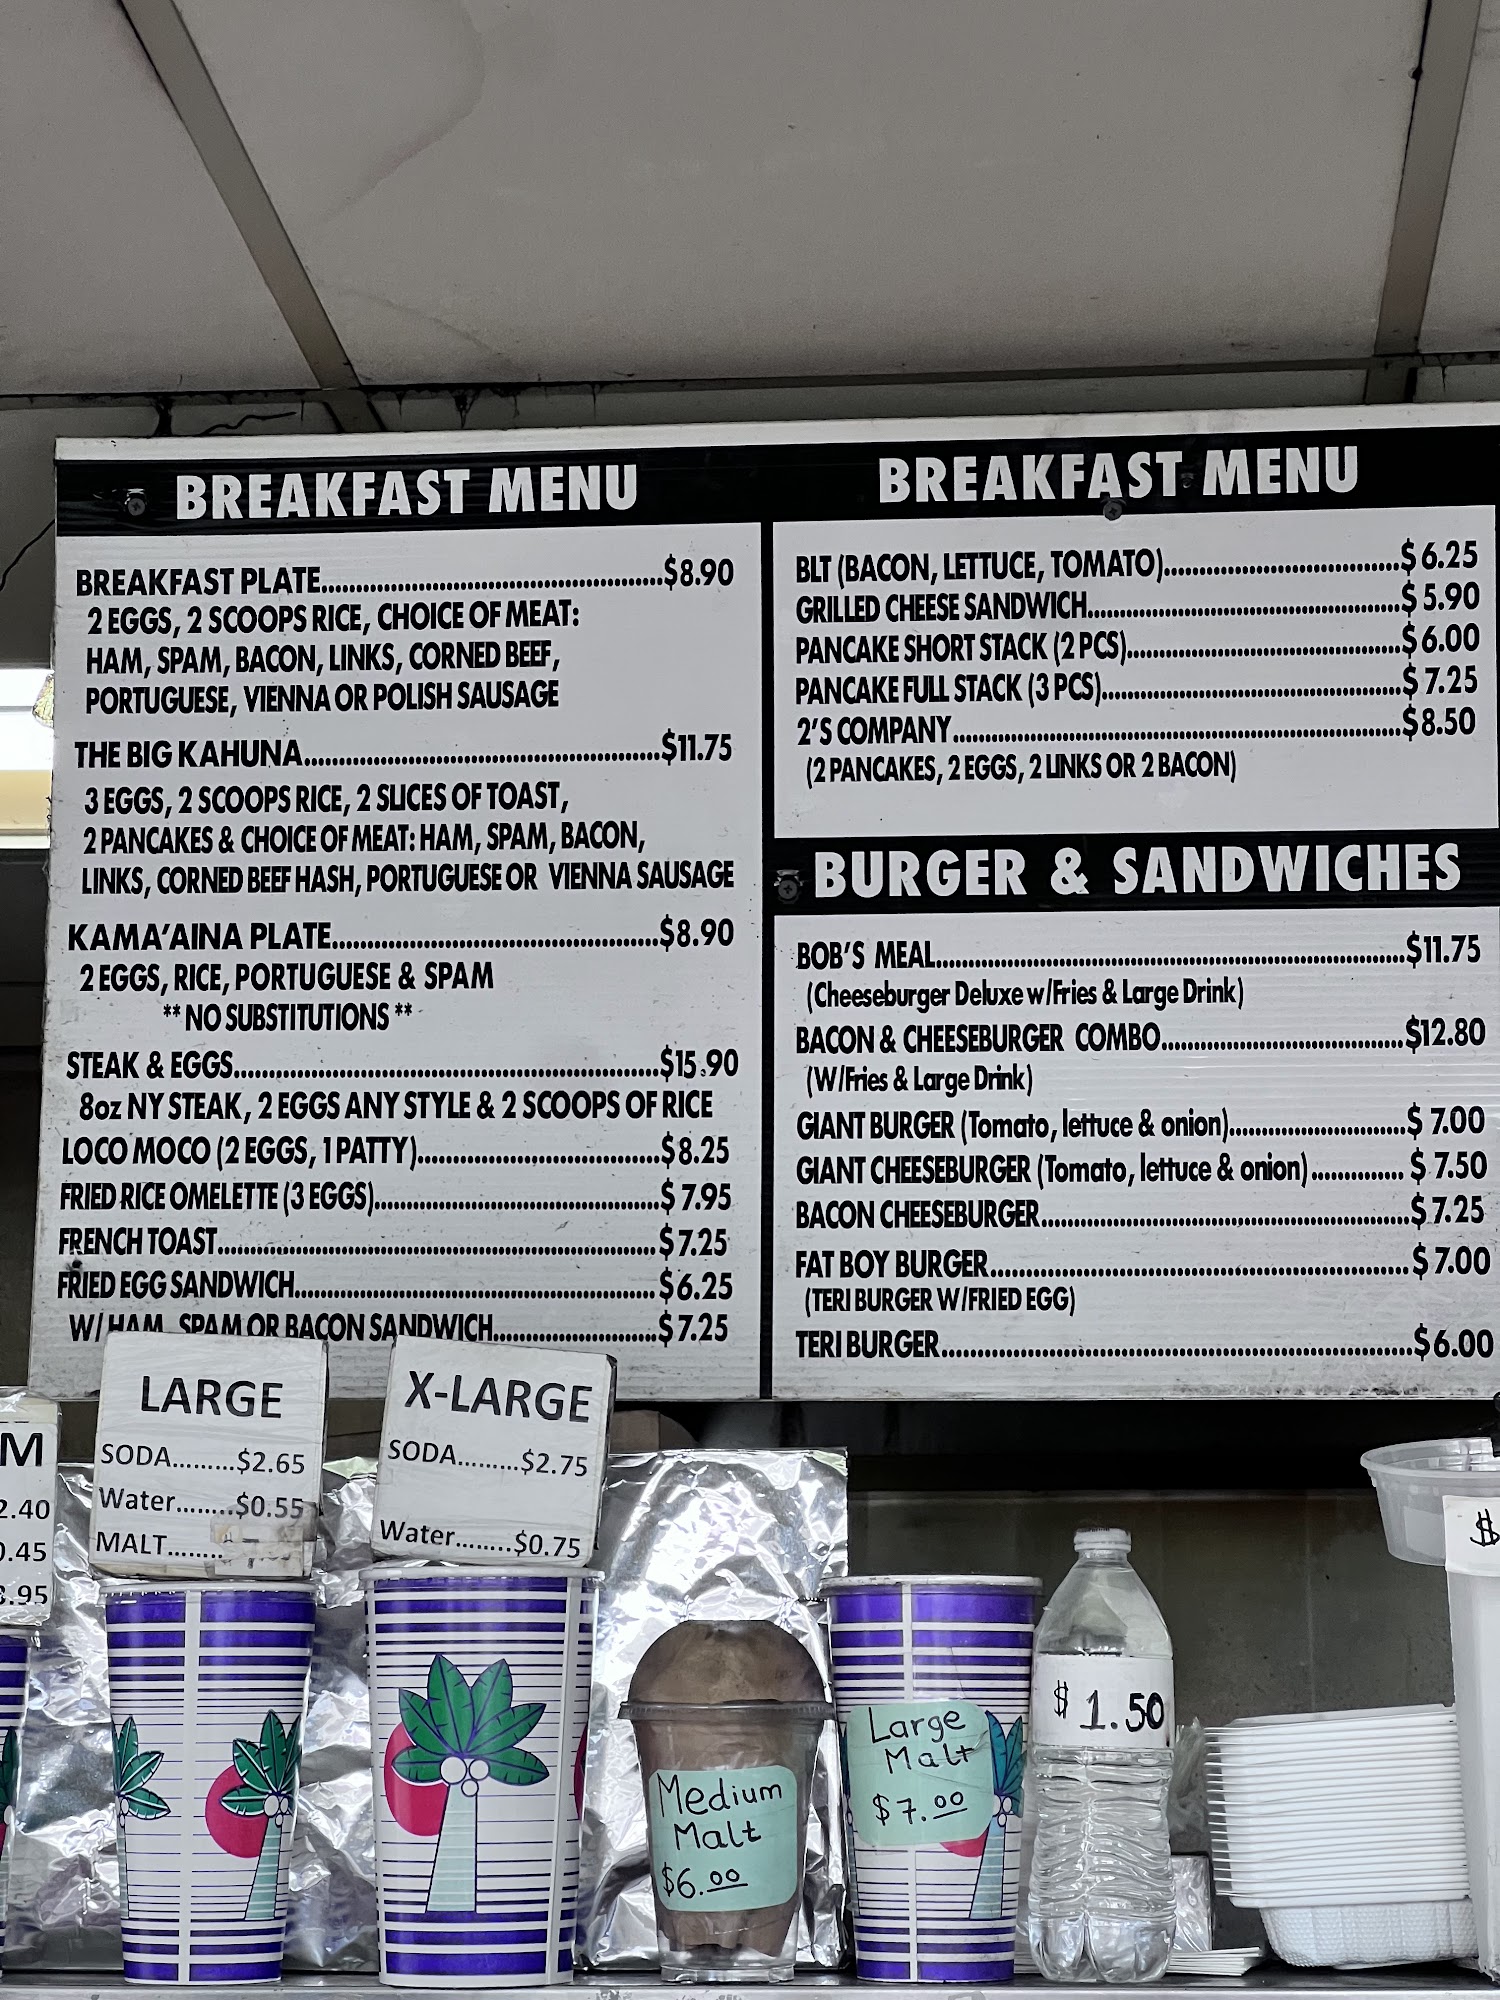 BREAKFAST MENU
BREAKFAST PLATE $8.90
2 EGGS, 2 SCOOPS RICE, CHOICE OF MEAT:
HAM, SPAM, BACON, LINKS, CORNED BEEF,
PORTUGUESE, VIENNA OR POLISH SAUSAGE
THE BIG KAHUNA $11.75
3 EGGS, 2 SCOOPS RICE, 2 SLICES OF TOAST,
2 PANCAKES & CHOICE OF MEAT: HAM, SPAM, BACON,
LINKS, CORNED BEEF HASH, PORTUGUESE OR VIENNA SAUSAGE
KAMA'AINA PLATE $8.90
2 EGGS, RICE, PORTUGUESE & SPAM
** NO SUBSTITUTIONS **
STEAK & EGGS $15.90
8oz NY STEAK, 2 EGGS ANY STYLE & 2 SCOOPS OF RICE
LOCO MOCO (2 EGGS, 1 PATTY) $8.25
FRIED RICE OMELETTE (3 EGGS) $7.95
FRENCH TOAST $7.25
FRIED EGG SANDWICH $6.25
W/ HAM, SPAM OR BACON SANDWICH $7.25
BREAKFAST MENU
BLT (BACON, LETTUCE, TOMATO) $6.25
GRILLED CHEESE SANDWICH $5.90
PANCAKE SHORT STACK (2 PCS) $6.00
PANCAKE FULL STACK (3 PCS) $7.25
2'S COMPANY $8.50
(2 PANCAKES, 2 EGGS, 2 LINKS OR 2 BACON)
BURGER & SANDWICHES
BOB'S MEAL $11.75
(Cheeseburger Deluxe w/Fries & Large Drink)
BACON & CHEESEBURGER COMBO $12.80
(W/Fries & Large Drink)
GIANT BURGER (Tomato, lettuce & onion) $7.00
GIANT CHEESEBURGER (Tomato, lettuce & onion) $7.50
BACON CHEESEBURGER $7.25
FAT BOY BURGER $7.00
(TERI BURGER W/FRIED EGG)
TERI BURGER $6.00
M
2.40
0.45
.95
LARGE
SODA $2.65
Water $0.55
MALT
X-LARGE
SODA $2.75
Water $0.75
Medium
Malt
$6.00
Large
Malt
$7.00
$1.50
$